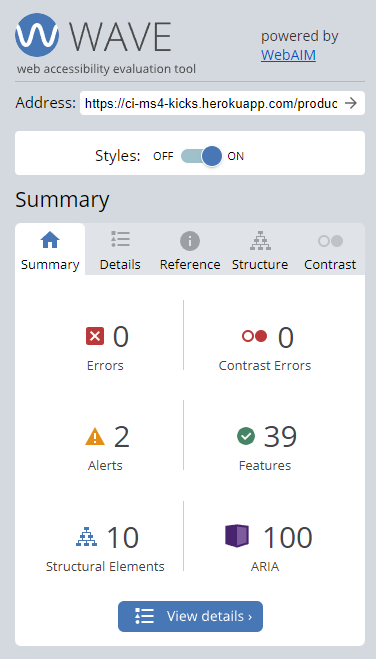 WAVE
web accessibility evaluation tool
powered by
WebAIM
Address: https://ci-ms4-kicks.herokuapp.com/produc
Styles: OFF ON
Summary
Summary Details Reference Structure Contrast
0 0
Errors Contrast Errors
2 39
Alerts Features
10 100
Structural Elements ARIA
View details ›